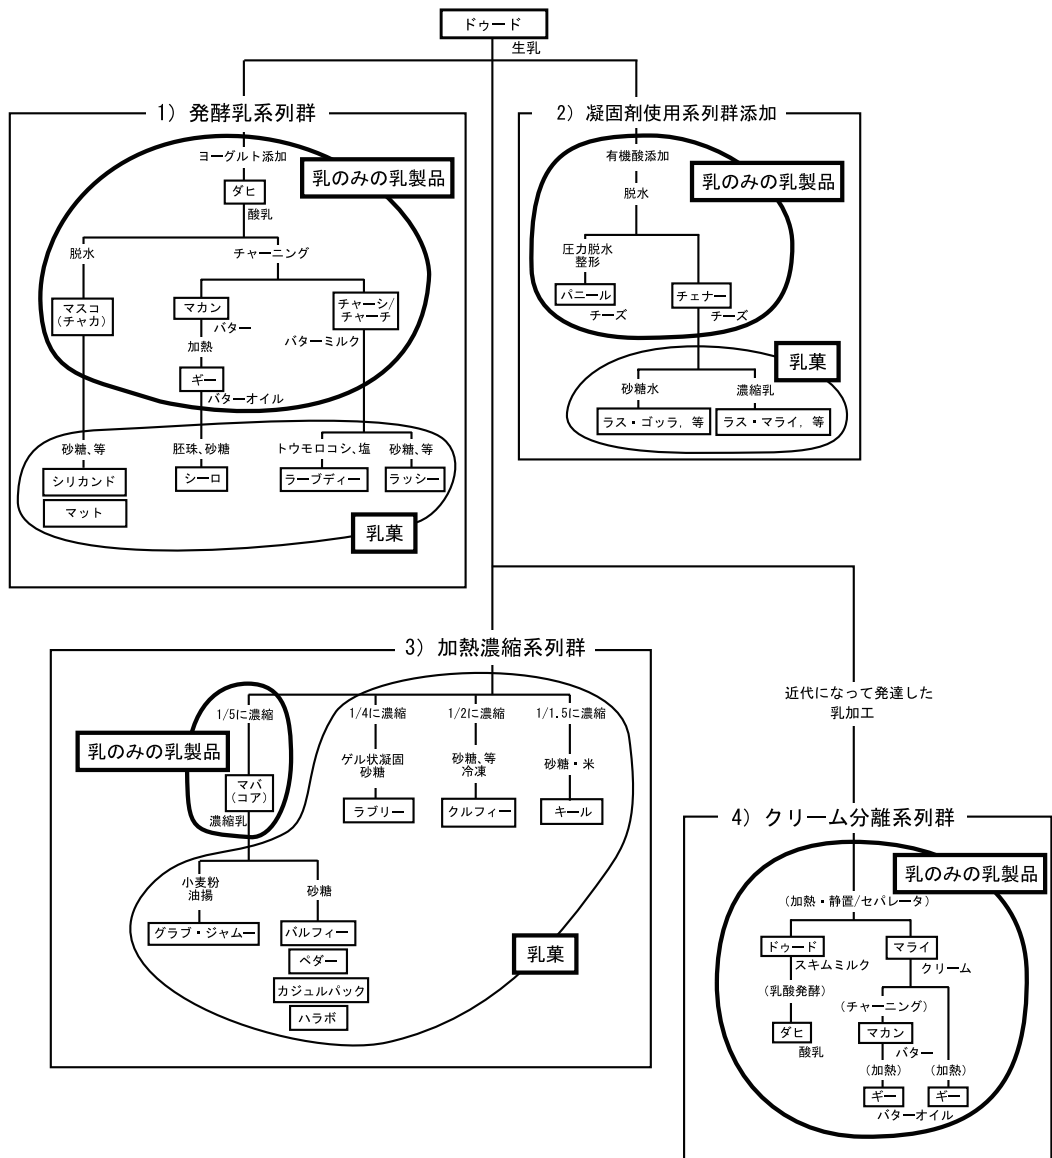 ドゥード
生乳
1）発酵乳系列群
ヨーグルト添加
乳のみの乳製品
ダヒ
酸乳
脱水
チャーニング
マスコ
（チャカ）
マカン
バター
チャーシ/
チャーチ
バターミルク
加熱
ギー
バターオイル
砂糖、等
胚珠、砂糖
トウモロコシ、塩
砂糖、等
シリカンド
シーロ
ラーブディー
ラッシー
マット
乳菓
2）凝固剤使用系列群添加
有機酸添加
乳のみの乳製品
脱水
圧力脱水
整形
パニール
チーズ
チェナー
チーズ
乳菓
砂糖水
濃縮乳
ラス・ゴッラ，等
ラス・マライ，等
3）加熱濃縮系列群
1/5に濃縮
1/4に濃縮
1/2に濃縮
1/1.5に濃縮
乳のみの乳製品
ゲル状凝固
砂糖
砂糖、等
冷凍
砂糖・米
マバ
（コア）
濃縮乳
ラブリー
クルフィー
キール
小麦粉
油揚
砂糖
グラブ・ジャムー
バルフィー
ペダー
カジュルパック
ハラボ
乳菓
近代になって発達した
乳加工
4）クリーム分離系列群
乳のみの乳製品
（加熱・静置/セパレータ）
ドゥード
スキムミルク
マライ
クリーム
（乳酸発酵）
（チャーニング）
ダヒ
酸乳
マカン
バター
（加熱）
（加熱）
ギー
ギー
バターオイル